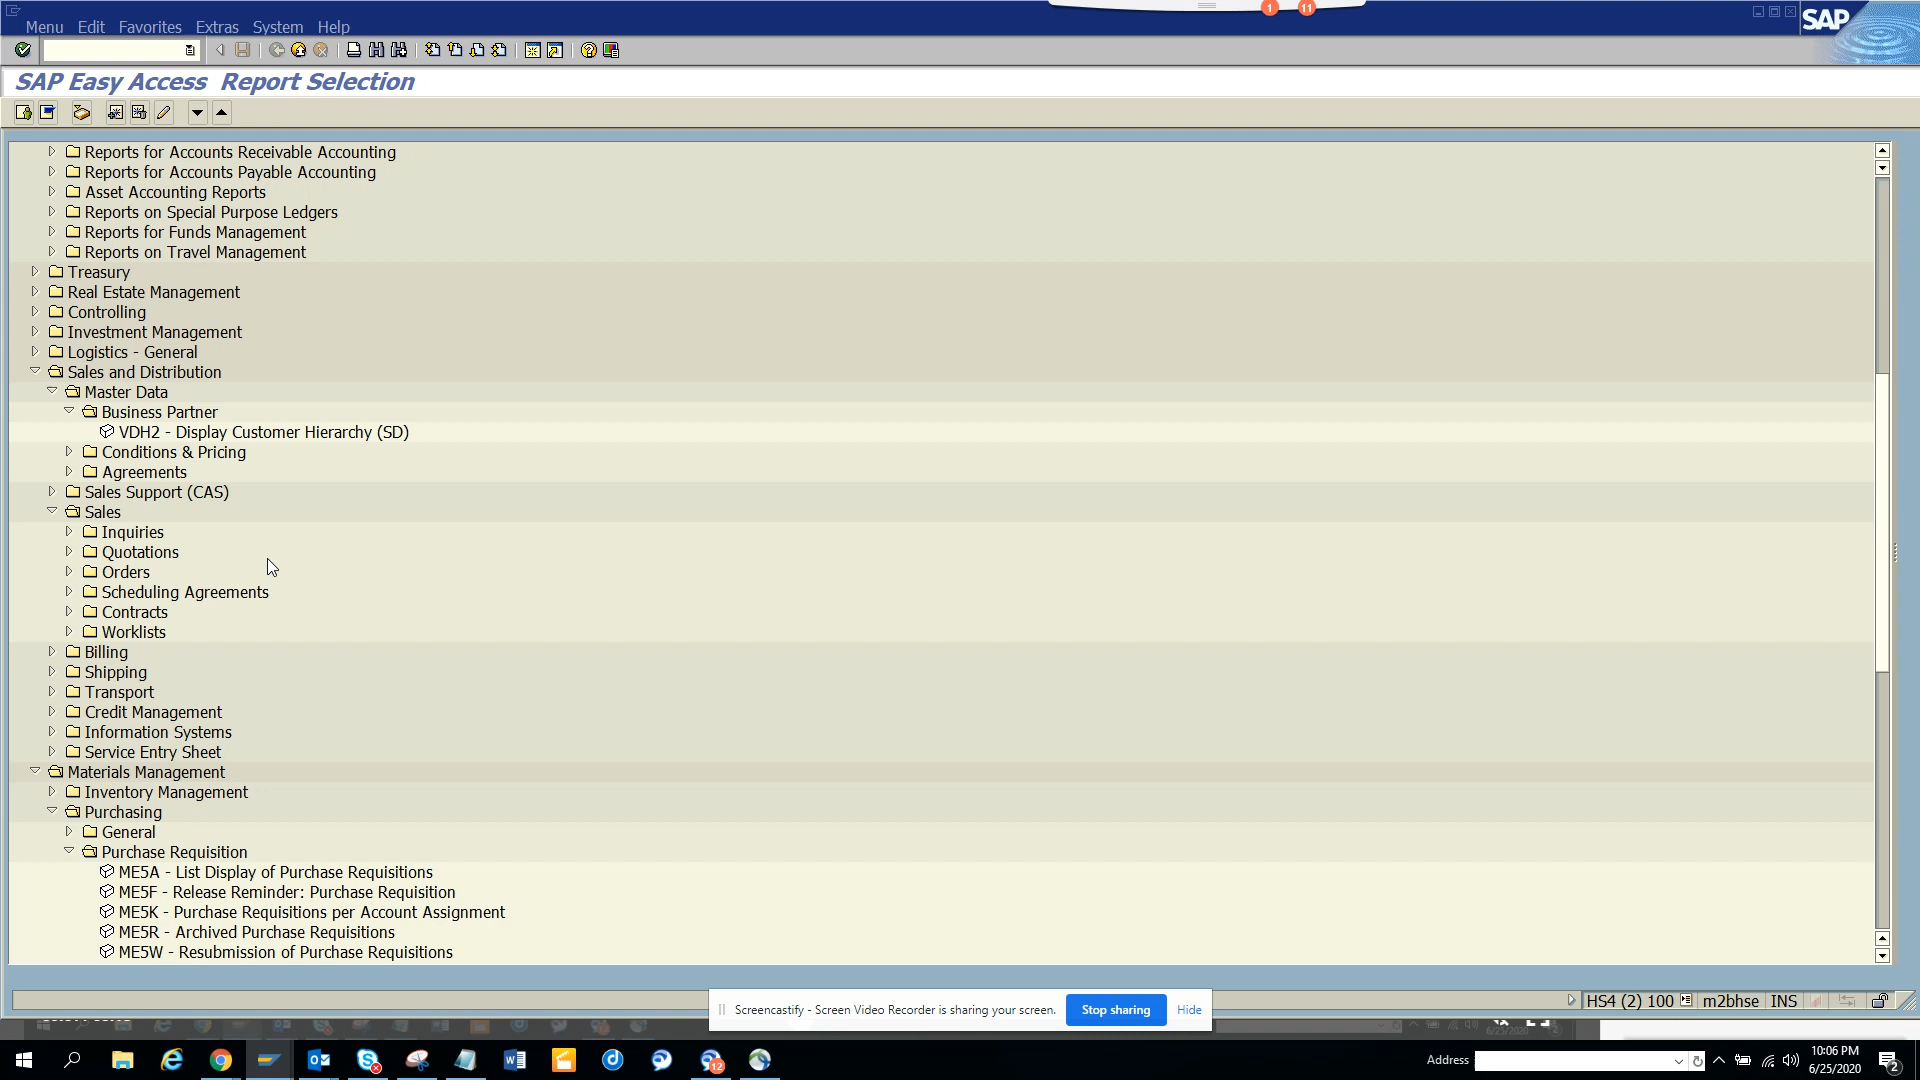 1 11
Menu Edit Favorites Extras System Help
SAP
SAP Easy Access Report Selection
Reports for Accounts Receivable Accounting
Reports for Accounts Payable Accounting
Asset Accounting Reports
Reports on Special Purpose Ledgers
Reports for Funds Management
Reports on Travel Management
Treasury
Real Estate Management
Controlling
Investment Management
Logistics - General
Sales and Distribution
Master Data
Business Partner
VDH2 - Display Customer Hierarchy (SD)
Conditions & Pricing
Agreements
Sales Support (CAS)
Sales
Inquiries
Quotations
Orders
Scheduling Agreements
Contracts
Worklists
Billing
Shipping
Transport
Credit Management
Information Systems
Service Entry Sheet
Materials Management
Inventory Management
Purchasing
General
Purchase Requisition
ME5A - List Display of Purchase Requisitions
ME5F - Release Reminder: Purchase Requisition
ME5K - Purchase Requisitions per Account Assignment
ME5R - Archived Purchase Requisitions
ME5W - Resubmission of Purchase Requisitions
HS4 (2) 100 m2bhse INS
Screencastify - Screen Video Recorder is sharing your screen. Stop sharing Hide
6/25/2020
12
Address
10:06 PM
6/25/2020
2